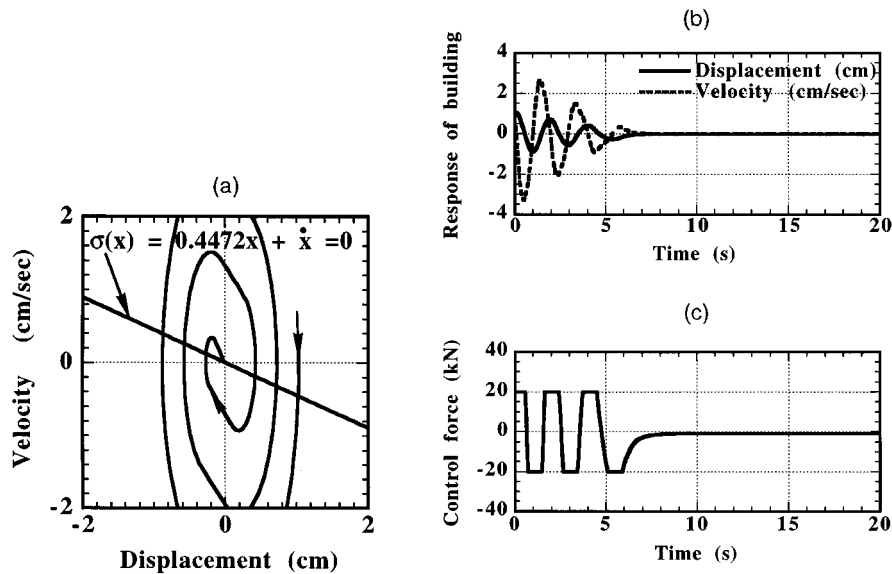 (a)
σ(x) = 0.4472x + ẋ =0
2
0
-2
-2
0
2
Velocity (cm/sec)
Displacement (cm)
(b)
4
2
0
-2
-4
0
5
10
15
20
Response of building
Displacement (cm)
Velocity (cm/sec)
Time (s)
(c)
40
20
0
-20
-40
0
5
10
15
20
Control force (kN)
Time (s)